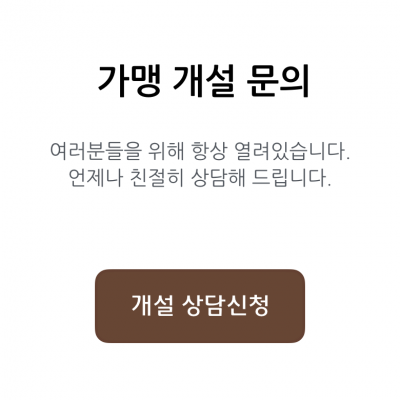 가맹 개설 문의
여러분들을 위해 항상 열려있습니다.
언제나 친절히 상담해 드립니다.
개설 상담신청